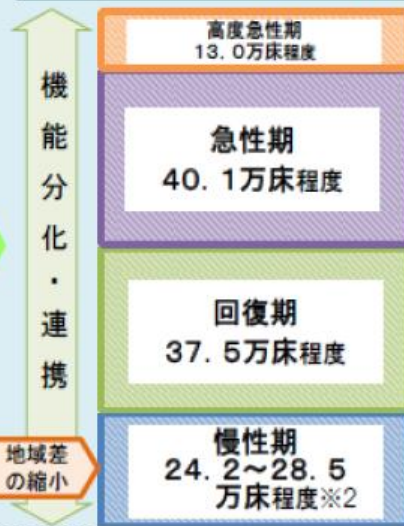 機能分化・連携
地域差
の縮小
高度急性期
13.0万床程度
急性期
40.1万床程度
回復期
37.5万床程度
慢性期
24.2~28.5
万床程度※2